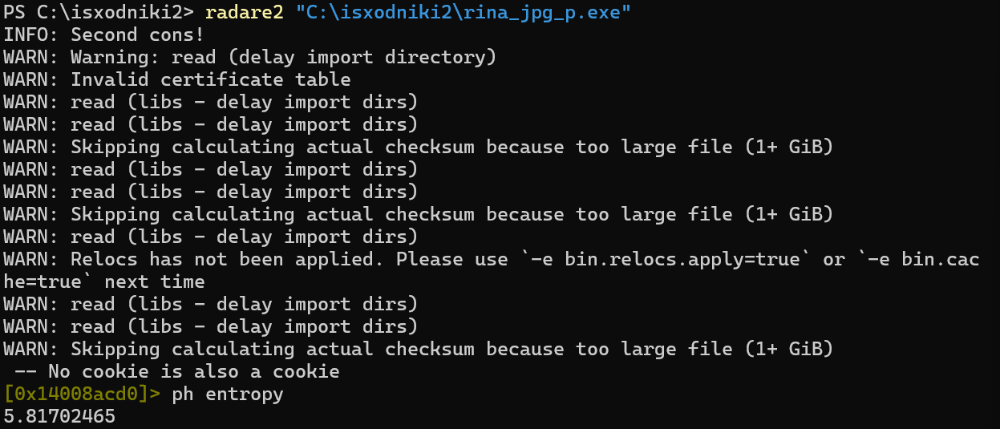 PS C:\isxodniki2> radare2 "C:\isxodniki2\rina_jpg_p.exe"
INFO: Second cons!
WARN: Warning: read (delay import directory)
WARN: Invalid certificate table
WARN: read (libs - delay import dirs)
WARN: read (libs - delay import dirs)
WARN: Skipping calculating actual checksum because too large file (1+ GiB)
WARN: read (libs - delay import dirs)
WARN: read (libs - delay import dirs)
WARN: Skipping calculating actual checksum because too large file (1+ GiB)
WARN: read (libs - delay import dirs)
WARN: Relocs has not been applied. Please use `-e bin.relocs.apply=true` or `-e bin.cac
he=true` next time
WARN: read (libs - delay import dirs)
WARN: read (libs - delay import dirs)
WARN: Skipping calculating actual checksum because too large file (1+ GiB)
 -- No cookie is also a cookie
[0x14008acd0]> ph entropy
5.81702465